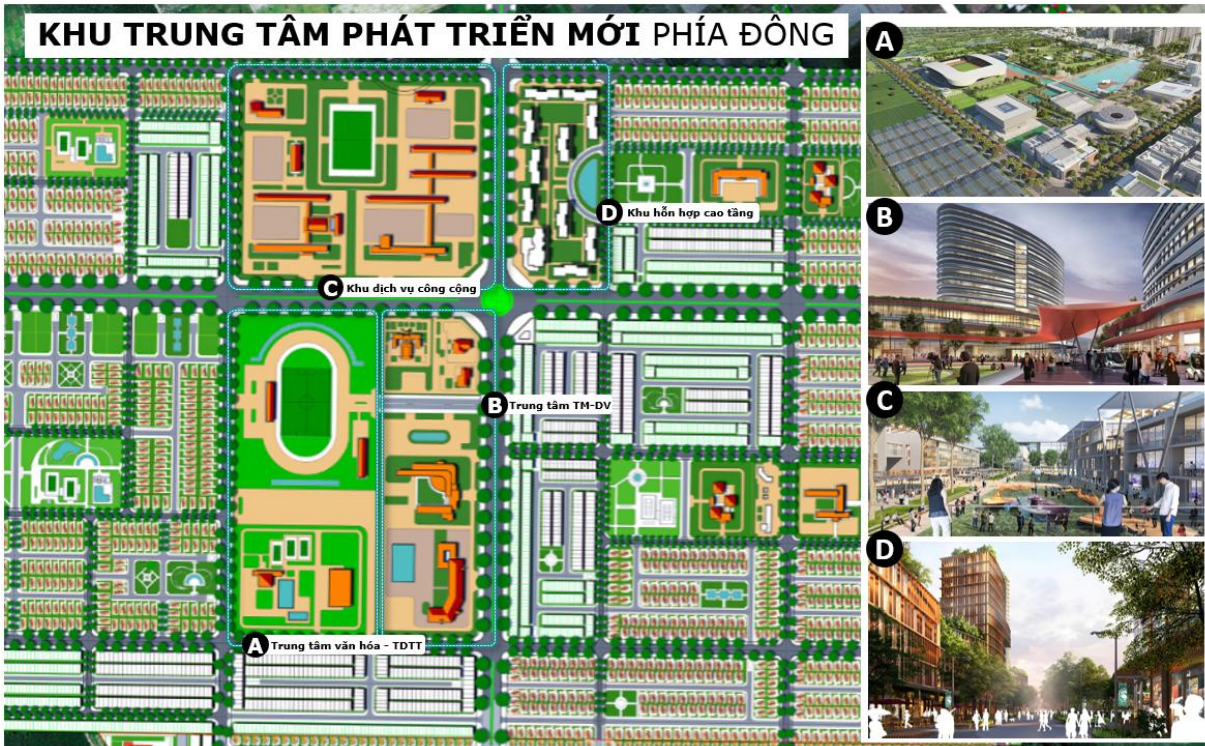 KHU TRUNG TÂM PHÁT TRIỂN MỚI PHÍA ĐÔNG
A
B
C
D
D Khu hỗn hợp cao tầng
C Khu dịch vụ công cộng
B Trung tâm TM-DV
A Trung tâm văn hóa - TDTT